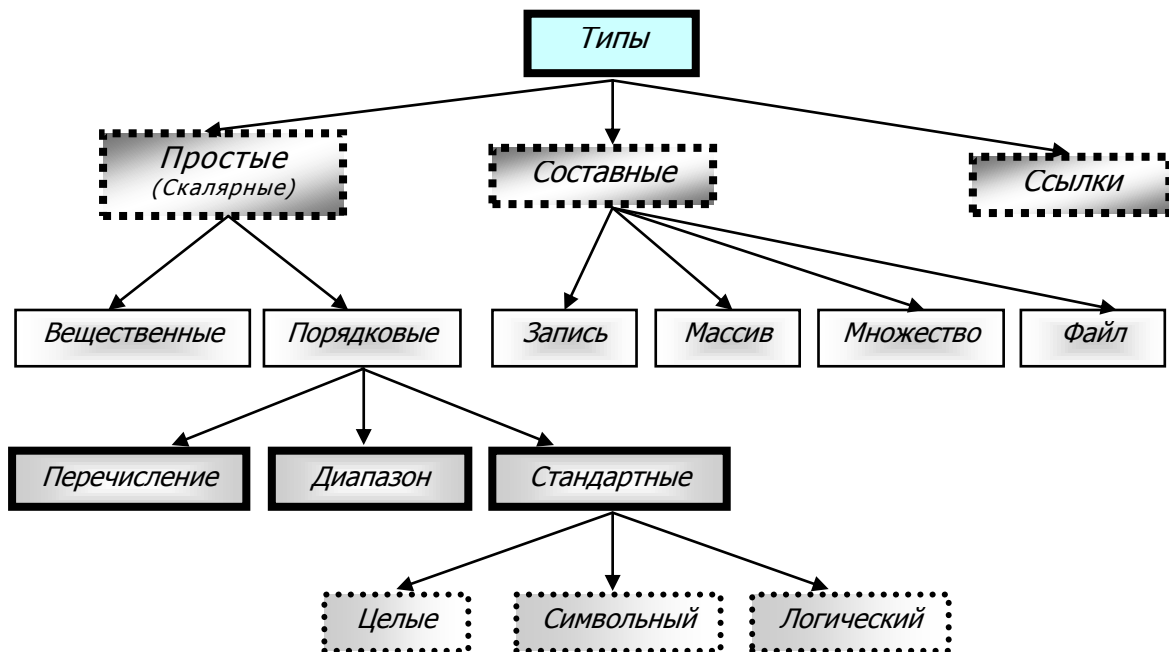 Типы
Простые
(Скалярные)
Составные
Ссылки
Вещественные
Порядковые
Запись
Массив
Множество
Файл
Перечисление
Диапазон
Стандартные
Целые
Символьный
Логический